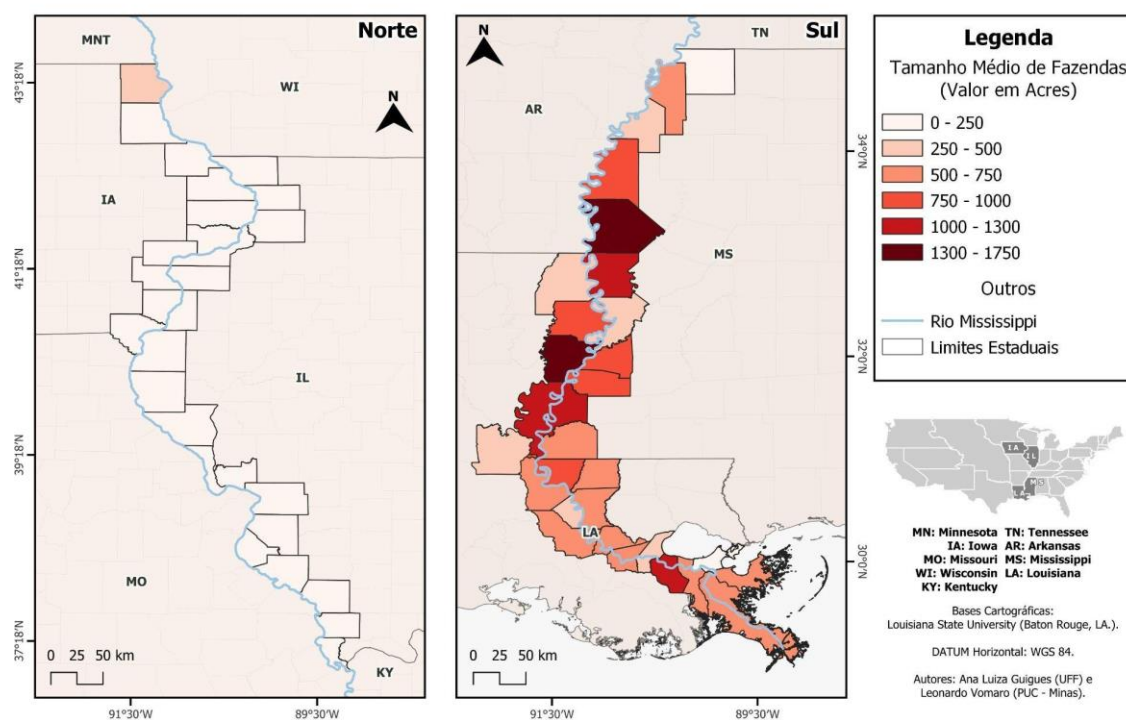 Norte
MNT
WI
N
IA
IL
MO
KY
0 25 50 km
43°18'N
41°18'N
39°18'N
37°18'N
91°30'W
89°30'W
Sul
TN
N
AR
MS
LA
0 25 50 km
34°0'N
32°0'N
30°0'N
91°30'W
89°30'W
Legenda
Tamanho Médio de Fazendas
(Valor em Acres)
0 - 250
250 - 500
500 - 750
750 - 1000
1000 - 1300
1300 - 1750
Outros
Rio Mississippi
Limites Estaduais
IA
IL
MS
LA
MN: Minnesota TN: Tennessee
IA: Iowa AR: Arkansas
MO: Missouri MS: Mississippi
WI: Wisconsin LA: Louisiana
KY: Kentucky
Bases Cartográficas:
Louisiana State University (Baton Rouge, LA.).
DATUM Horizontal: WGS 84.
Autores: Ana Luiza Guigues (UFF) e
Leonardo Vomaro (PUC - Minas).